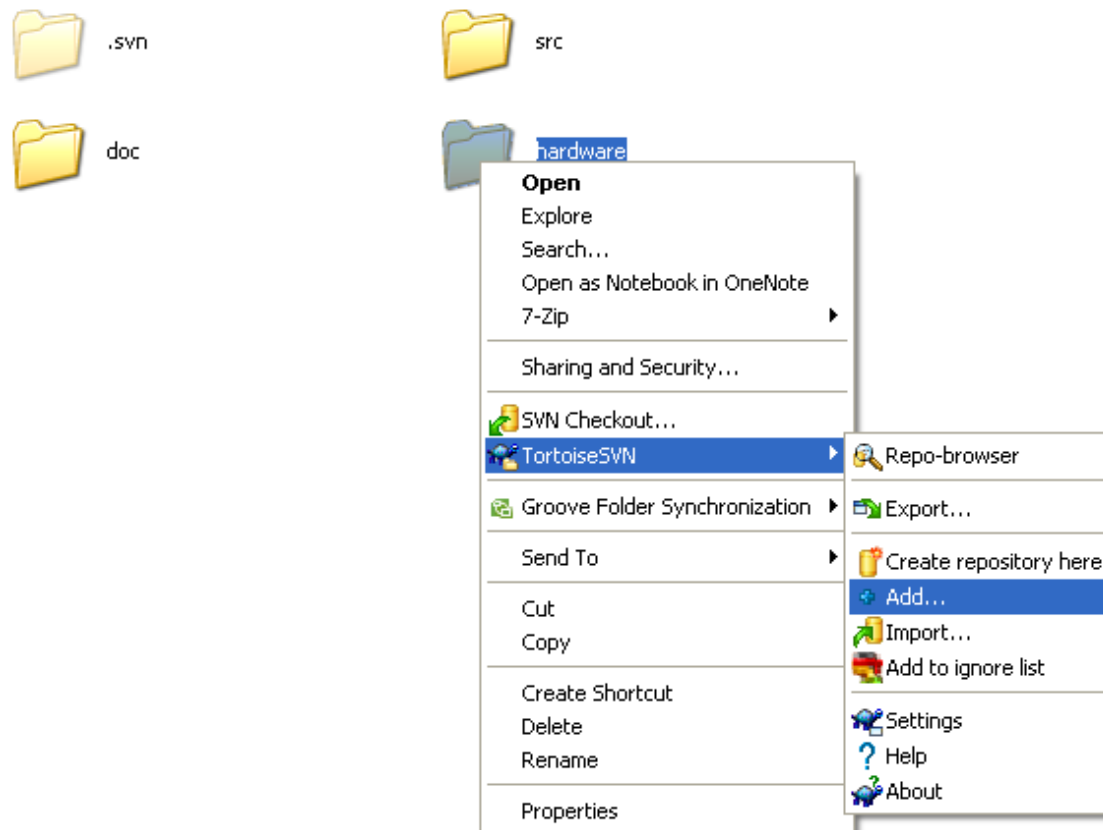 .svn
src
doc
hardware
Open
Explore
Search...
Open as Notebook in OneNote
7-Zip
Sharing and Security...
SVN Checkout...
TortoiseSVN
Groove Folder Synchronization
Send To
Cut
Copy
Create Shortcut
Delete
Rename
Properties
Repo-browser
Export...
Create repository here
Add...
Import...
Add to ignore list
Settings
Help
About